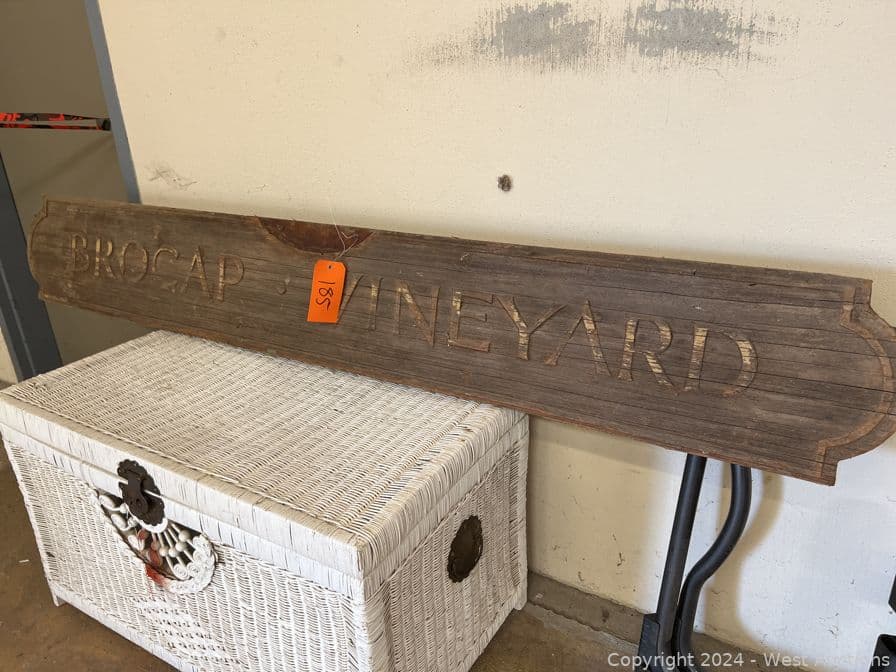 BROCAP VINEYARD
185
Copyright 2024 - West Auctions